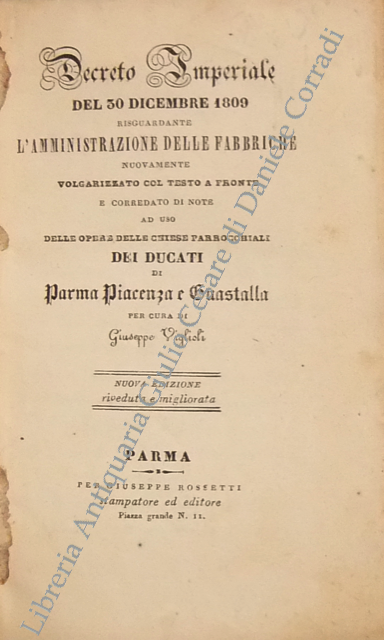 Decreto Imperiale
DEL 30 DICEMBRE 1809
RISGUARDANTE
L'AMMINISTRAZIONE DELLE FABBRICHE
NUOVAMENTE
VOLGARIZZATO COL TESTO A FRONTE
E CORREDATO DI NOTE
AD USO
DELLE OPERE DELLE CHIESE PARROCCHIALI
DEI DUCATI
DI
Parma Piacenza e Guastalla
PER CURA DI
Giuseppe Viglioli
NUOVA EDIZIONE
riveduta e migliorata
PARMA
PER GIUSEPPE ROSSETTI
stampatore ed editore
Piazza grande N. 11.
Libreria Antiquaria Giulio Cesare di Daniele Corradi